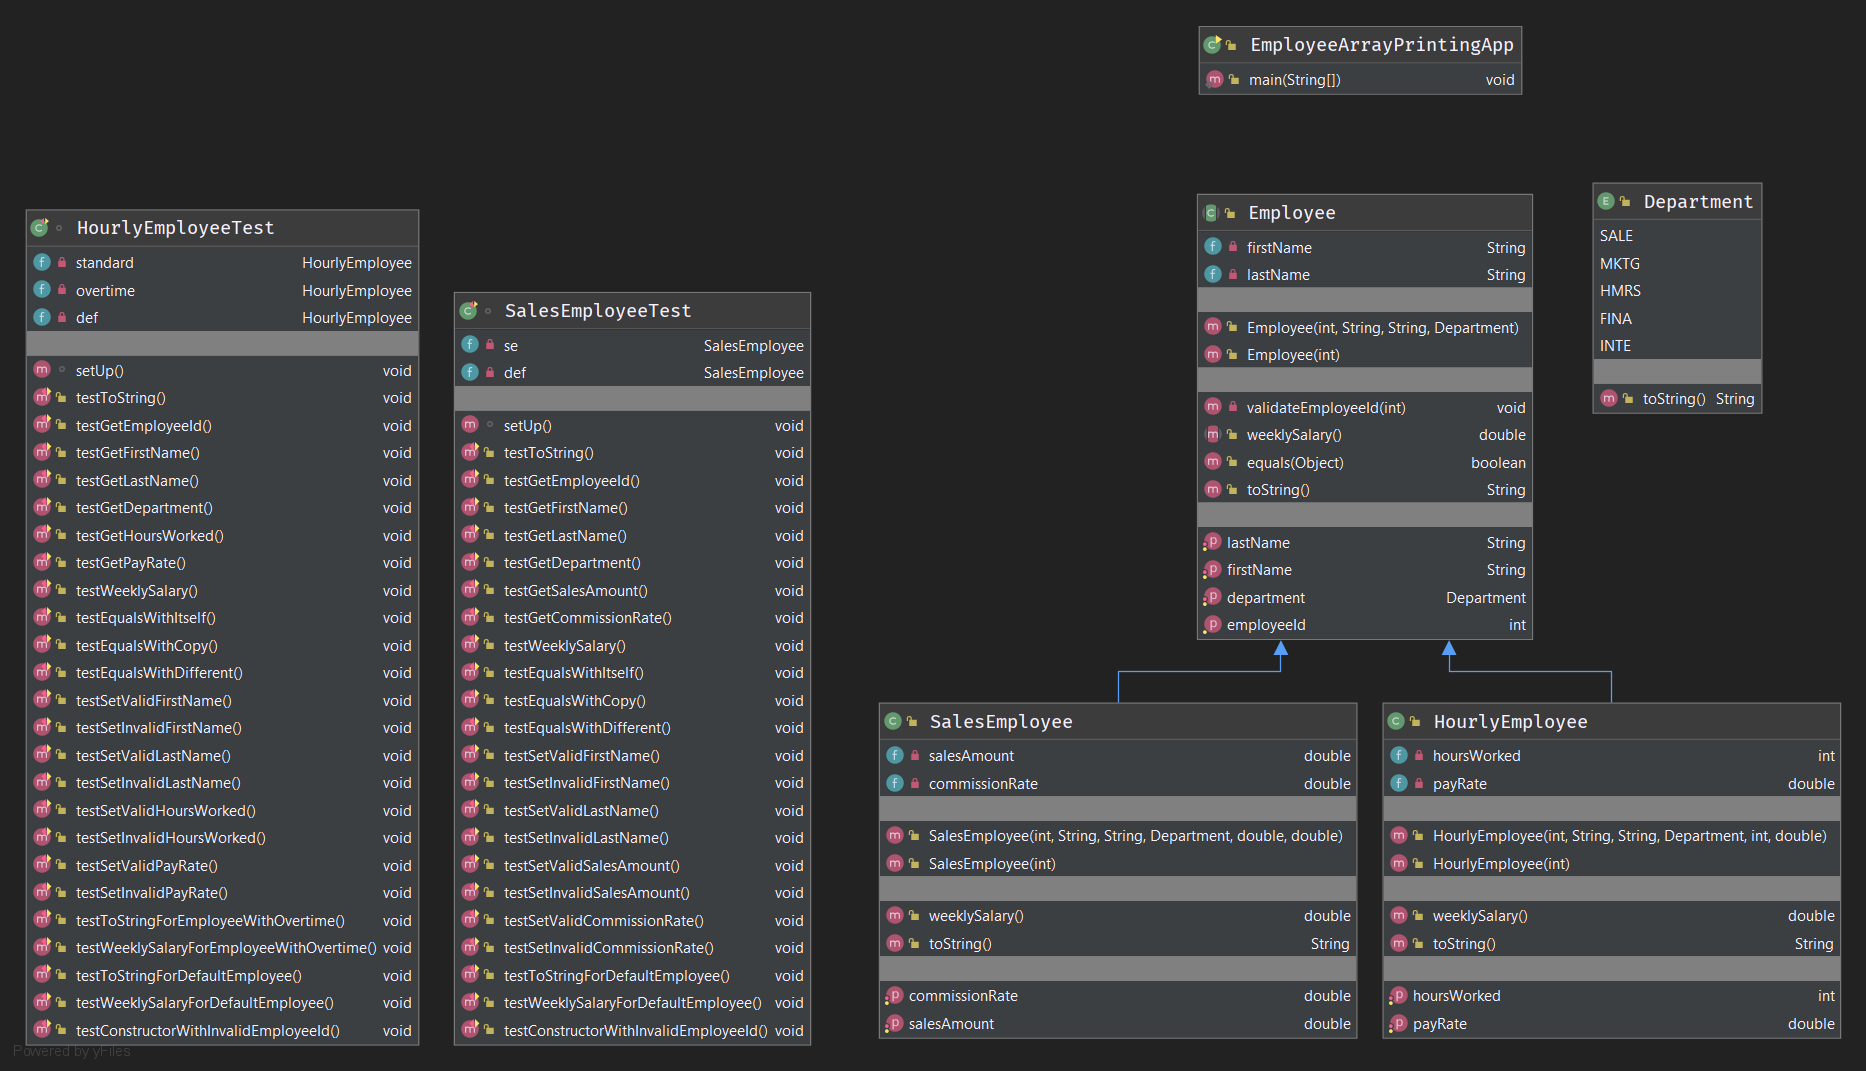 EmployeeArrayPrintingApp
main(String[]) void
HourlyEmployeeTest
standard HourlyEmployee
overtime HourlyEmployee
def HourlyEmployee
setUp() void
testToString() void
testGetEmployeeId() void
testGetFirstName() void
testGetLastName() void
testGetDepartment() void
testGetHoursWorked() void
testGetPayRate() void
testWeeklySalary() void
testEqualsWithItself() void
testEqualsWithCopy() void
testEqualsWithDifferent() void
testSetValidFirstName() void
testSetInvalidFirstName() void
testSetValidLastName() void
testSetInvalidLastName() void
testSetValidHoursWorked() void
testSetInvalidHoursWorked() void
testSetValidPayRate() void
testSetInvalidPayRate() void
testToStringForEmployeeWithOvertime() void
testWeeklySalaryForEmployeeWithOvertime() void
testToStringForDefaultEmployee() void
testWeeklySalaryForDefaultEmployee() void
testConstructorWithInvalidEmployeeId() void
SalesEmployeeTest
se SalesEmployee
def SalesEmployee
setUp() void
testToString() void
testGetEmployeeId() void
testGetFirstName() void
testGetLastName() void
testGetDepartment() void
testGetSalesAmount() void
testGetCommissionRate() void
testWeeklySalary() void
testEqualsWithItself() void
testEqualsWithCopy() void
testEqualsWithDifferent() void
testSetValidFirstName() void
testSetInvalidFirstName() void
testSetValidLastName() void
testSetInvalidLastName() void
testSetValidSalesAmount() void
testSetInvalidSalesAmount() void
testSetValidCommissionRate() void
testSetInvalidCommissionRate() void
testToStringForDefaultEmployee() void
testWeeklySalaryForDefaultEmployee() void
testConstructorWithInvalidEmployeeId() void
Employee
firstName String
lastName String
Employee(int, String, String, Department)
Employee(int)
validateEmployeeId(int) void
weeklySalary() double
equals(Object) boolean
toString() String
lastName String
firstName String
department Department
employeeId int
Department
SALE
MKTG
HMRS
FINA
INTE
toString() String
SalesEmployee
salesAmount double
commissionRate double
SalesEmployee(int, String, String, Department, double, double)
SalesEmployee(int)
weeklySalary() double
toString() String
commissionRate double
salesAmount double
HourlyEmployee
hoursWorked int
payRate double
HourlyEmployee(int, String, String, Department, int, double)
HourlyEmployee(int)
weeklySalary() double
toString() String
hoursWorked int
payRate double
Powered by yFiles